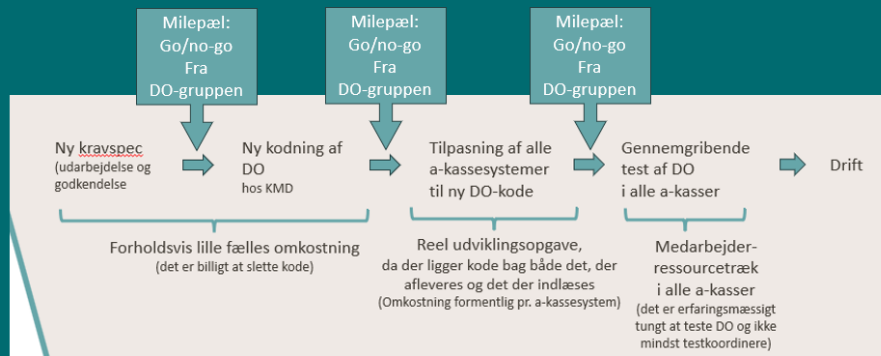 Milepæl:
Go/no-go
Fra
DO-gruppen
Milepæl:
Go/no-go
Fra
DO-gruppen
Milepæl:
Go/no-go
Fra
DO-gruppen
Ny kravspec
(udarbejdelse og
godkendelse
Ny kodning af
DO
hos KMD
Tilpasning af alle
a-kassesystemer
til ny DO-kode
Gennemgribende
test af DO
i alle a-kasser
Drift
Forholdsvis lille fælles omkostning
(det er billigt at slette kode)
Reel udviklingsopgave,
da der ligger kode bag både det, der
afleveres og det der indlæses
(Omkostning formentlig pr. a-kassesystem)
Medarbejder-
ressourcetræk
i alle a-kasser
(det er erfaringsmæssigt
tungt at teste DO og ikke
mindst testkoordinere)